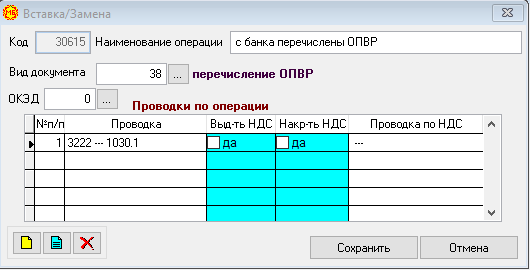 Вставка/Замена
Код 30615 Наименование операции с банка перечислены ОПВР
Вид документа 38 ... перечисление ОПВР
ОКЭД 0 ...
Проводки по операции
№п/п Проводка Выд-ть НДС Накр-ть НДС Проводка по НДС
1 3222 --- 1030.1 да да ---
Сохранить Отмена